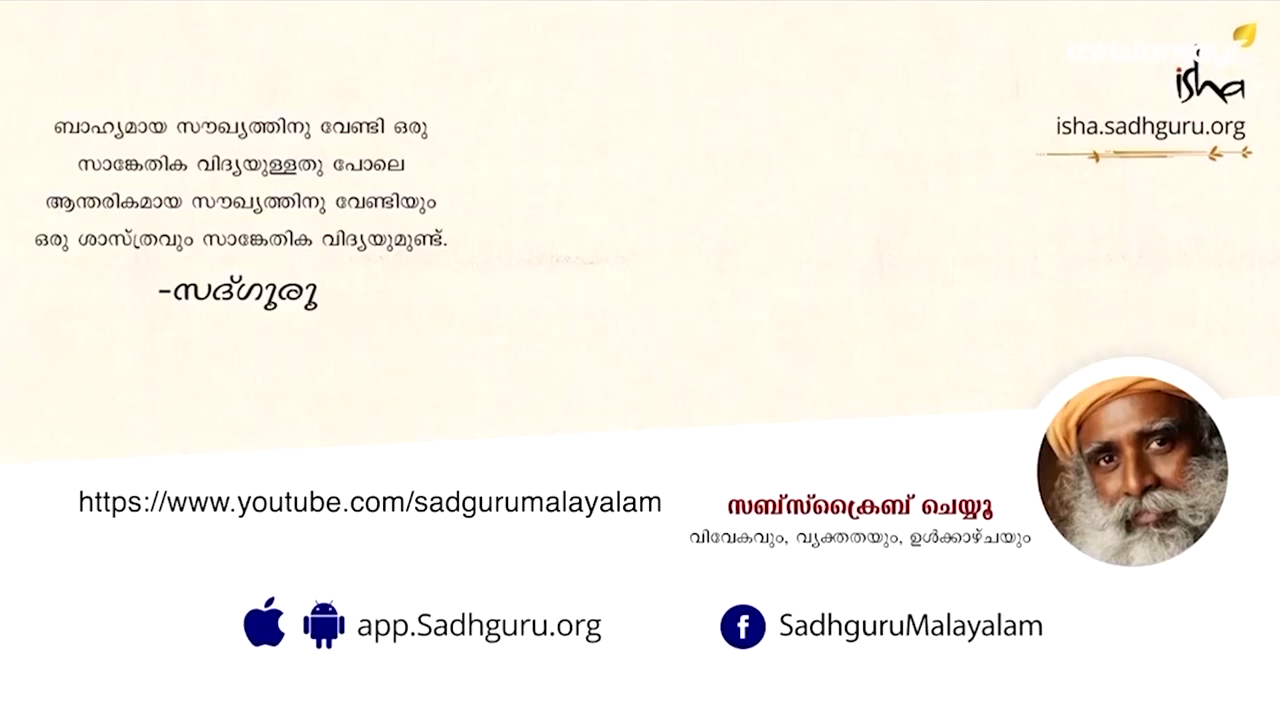 ബാഹ്യമായ സൗഖ്യത്തിനു വേണ്ടി ഒരു
സാങ്കേതിക വിദ്യയുള്ളതു പോലെ
ആന്തരികമായ സൗഖ്യത്തിനു വേണ്ടിയും
ഒരു ശാസ്ത്രവും സാങ്കേതിക വിദ്യയുമുണ്ട്.
-സദ്ഗുരു
isha
isha.sadhguru.org
https://www.youtube.com/sadgurumalayalam
സബ്സ്ക്രൈബ് ചെയ്യൂ
വിവേകവും, വ്യക്തതയും, ഉൾക്കാഴ്ചയും
app.Sadhguru.org
SadhguruMalayalam